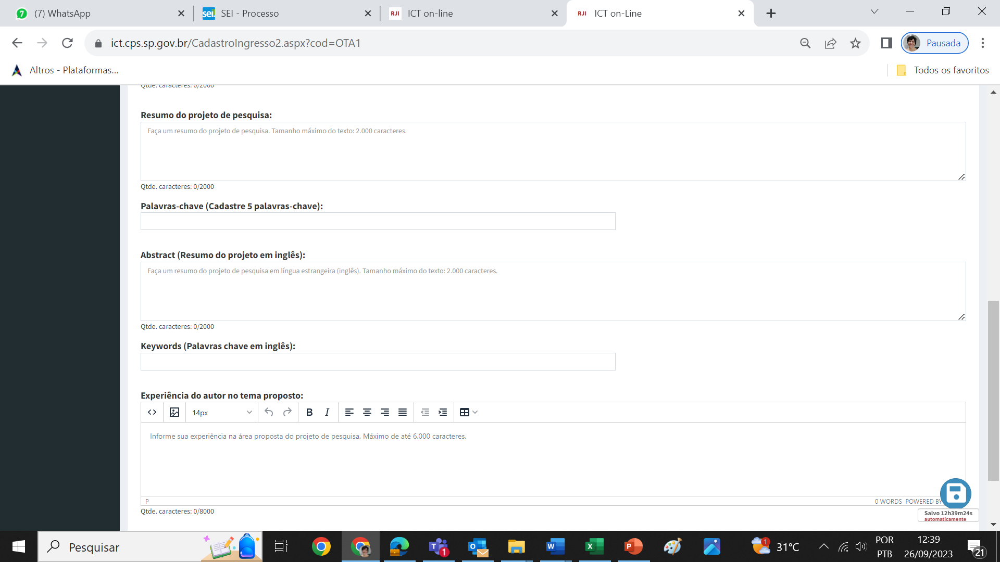 (7) WhatsApp
SEI - Processo
RJI ICT on-line
RJI ICT on-Line
ict.cps.sp.gov.br/CadastroIngresso2.aspx?cod=OTA1
Pausada
Altros - Plataformas...
Todos os favoritos
Qtde. caracteres: 0/2000
Resumo do projeto de pesquisa:
Faça um resumo do projeto de pesquisa. Tamanho máximo do texto: 2.000 caracteres.
Qtde. caracteres: 0/2000
Palavras-chave (Cadastre 5 palavras-chave):
Abstract (Resumo do projeto em inglês):
Faça um resumo do projeto de pesquisa em língua estrangeira (inglês). Tamanho máximo do texto: 2.000 caracteres.
Qtde. caracteres: 0/2000
Keywords (Palavras chave em inglês):
Experiência do autor no tema proposto:
14px
B I
Informe sua experiência na área proposta do projeto de pesquisa. Máximo de até 6.000 caracteres.
P
0 WORDS POWERED BY
Qtde. caracteres: 0/8000
Salvo 12h39m24s
automaticamente
Pesquisar
31°C
POR
PTB
12:39
26/09/2023
21